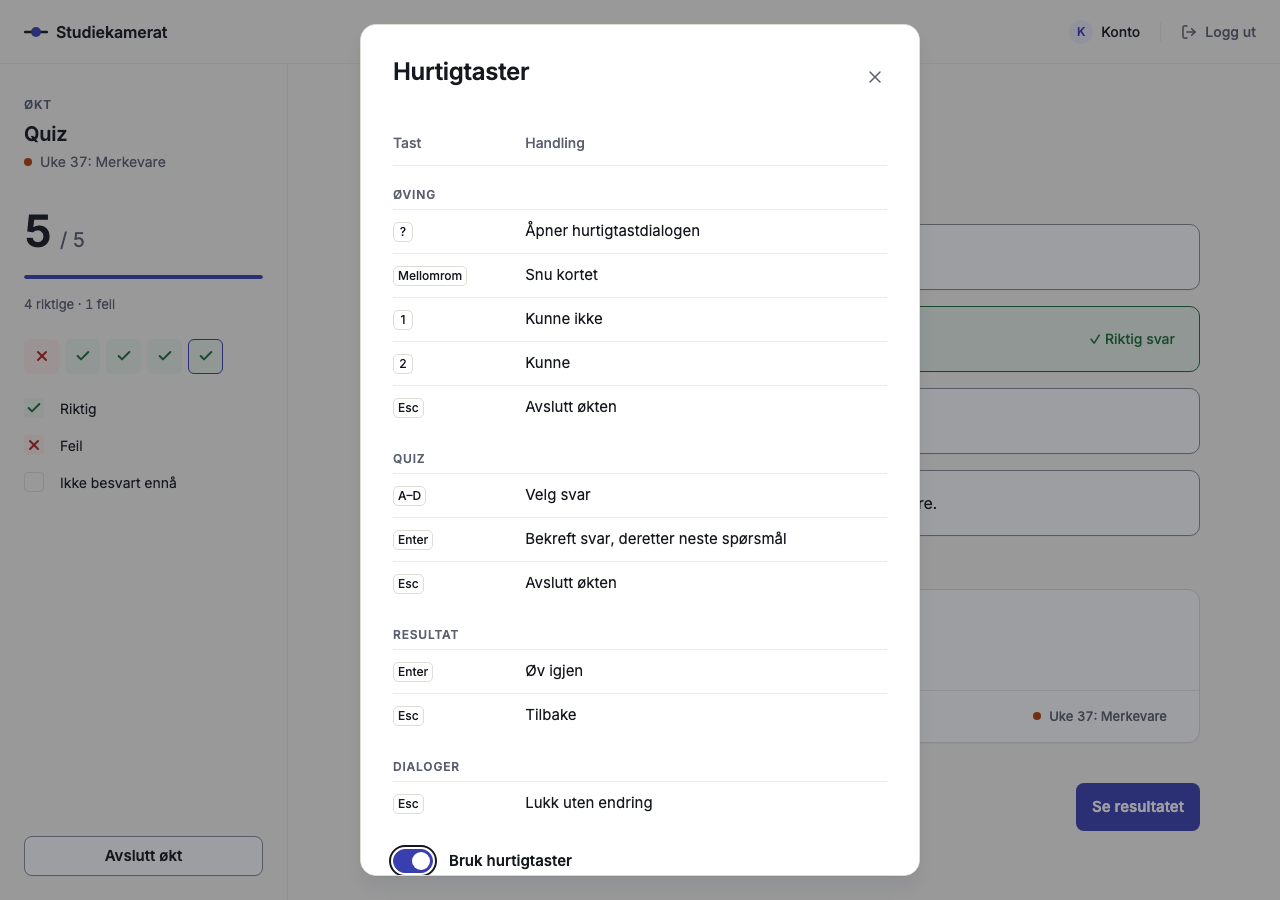 Studiekamerat
K Konto
Logg ut
ØKT
Quiz
Uke 37: Merkevare
5 / 5
4 riktige · 1 feil
Riktig
Feil
Ikke besvart ennå
Avslutt økt
Hurtigtaster
Tast Handling
ØVING
? Åpner hurtigtastdialogen
Mellomrom Snu kortet
1 Kunne ikke
2 Kunne
Esc Avslutt økten
QUIZ
A–D Velg svar
Enter Bekreft svar, deretter neste spørsmål
Esc Avslutt økten
RESULTAT
Enter Øv igjen
Esc Tilbake
DIALOGER
Esc Lukk uten endring
Bruk hurtigtaster
✓ Riktig svar
re.
Uke 37: Merkevare
Se resultatet